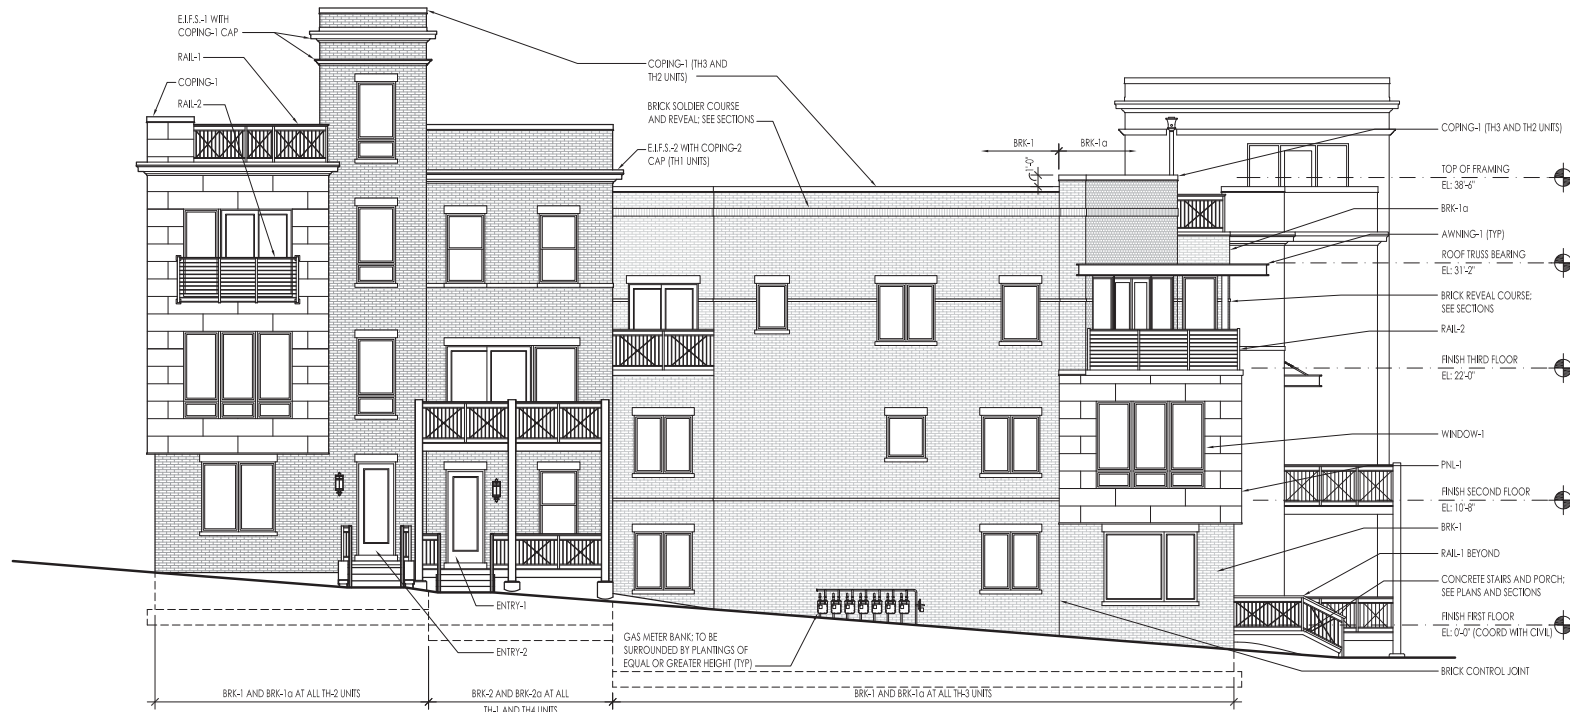 E.I.F.S.-1 WITH
COPING-1 CAP
RAIL-1
COPING-1
RAIL-2
COPING-1 (TH3 AND
TH2 UNITS)
BRICK SOLDIER COURSE
AND REVEAL; SEE SECTIONS
E.I.F.S.-2 WITH COPING-2
CAP (TH1 UNITS)
BRK-1
BRK-1a
1'-0"
COPING-1 (TH3 AND TH2 UNITS)
TOP OF FRAMING
EL: 38'-6"
BRK-1a
AWNING-1 (TYP)
ROOF TRUSS BEARING
EL: 31'-2"
BRICK REVEAL COURSE;
SEE SECTIONS
RAIL-2
FINISH THIRD FLOOR
EL: 22'-0"
WINDOW-1
PNL-1
FINISH SECOND FLOOR
EL: 10'-8"
BRK-1
RAIL-1 BEYOND
CONCRETE STAIRS AND PORCH;
SEE PLANS AND SECTIONS
FINISH FIRST FLOOR
EL: 0'-0" (COORD WITH CIVIL)
BRICK CONTROL JOINT
ENTRY-1
ENTRY-2
GAS METER BANK; TO BE
SURROUNDED BY PLANTINGS OF
EQUAL OR GREATER HEIGHT (TYP)
BRK-1 AND BRK-1a AT ALL TH-2 UNITS
BRK-2 AND BRK-2a AT ALL
TH-1 AND TH4 UNITS
BRK-1 AND BRK-1a AT ALL TH-3 UNITS